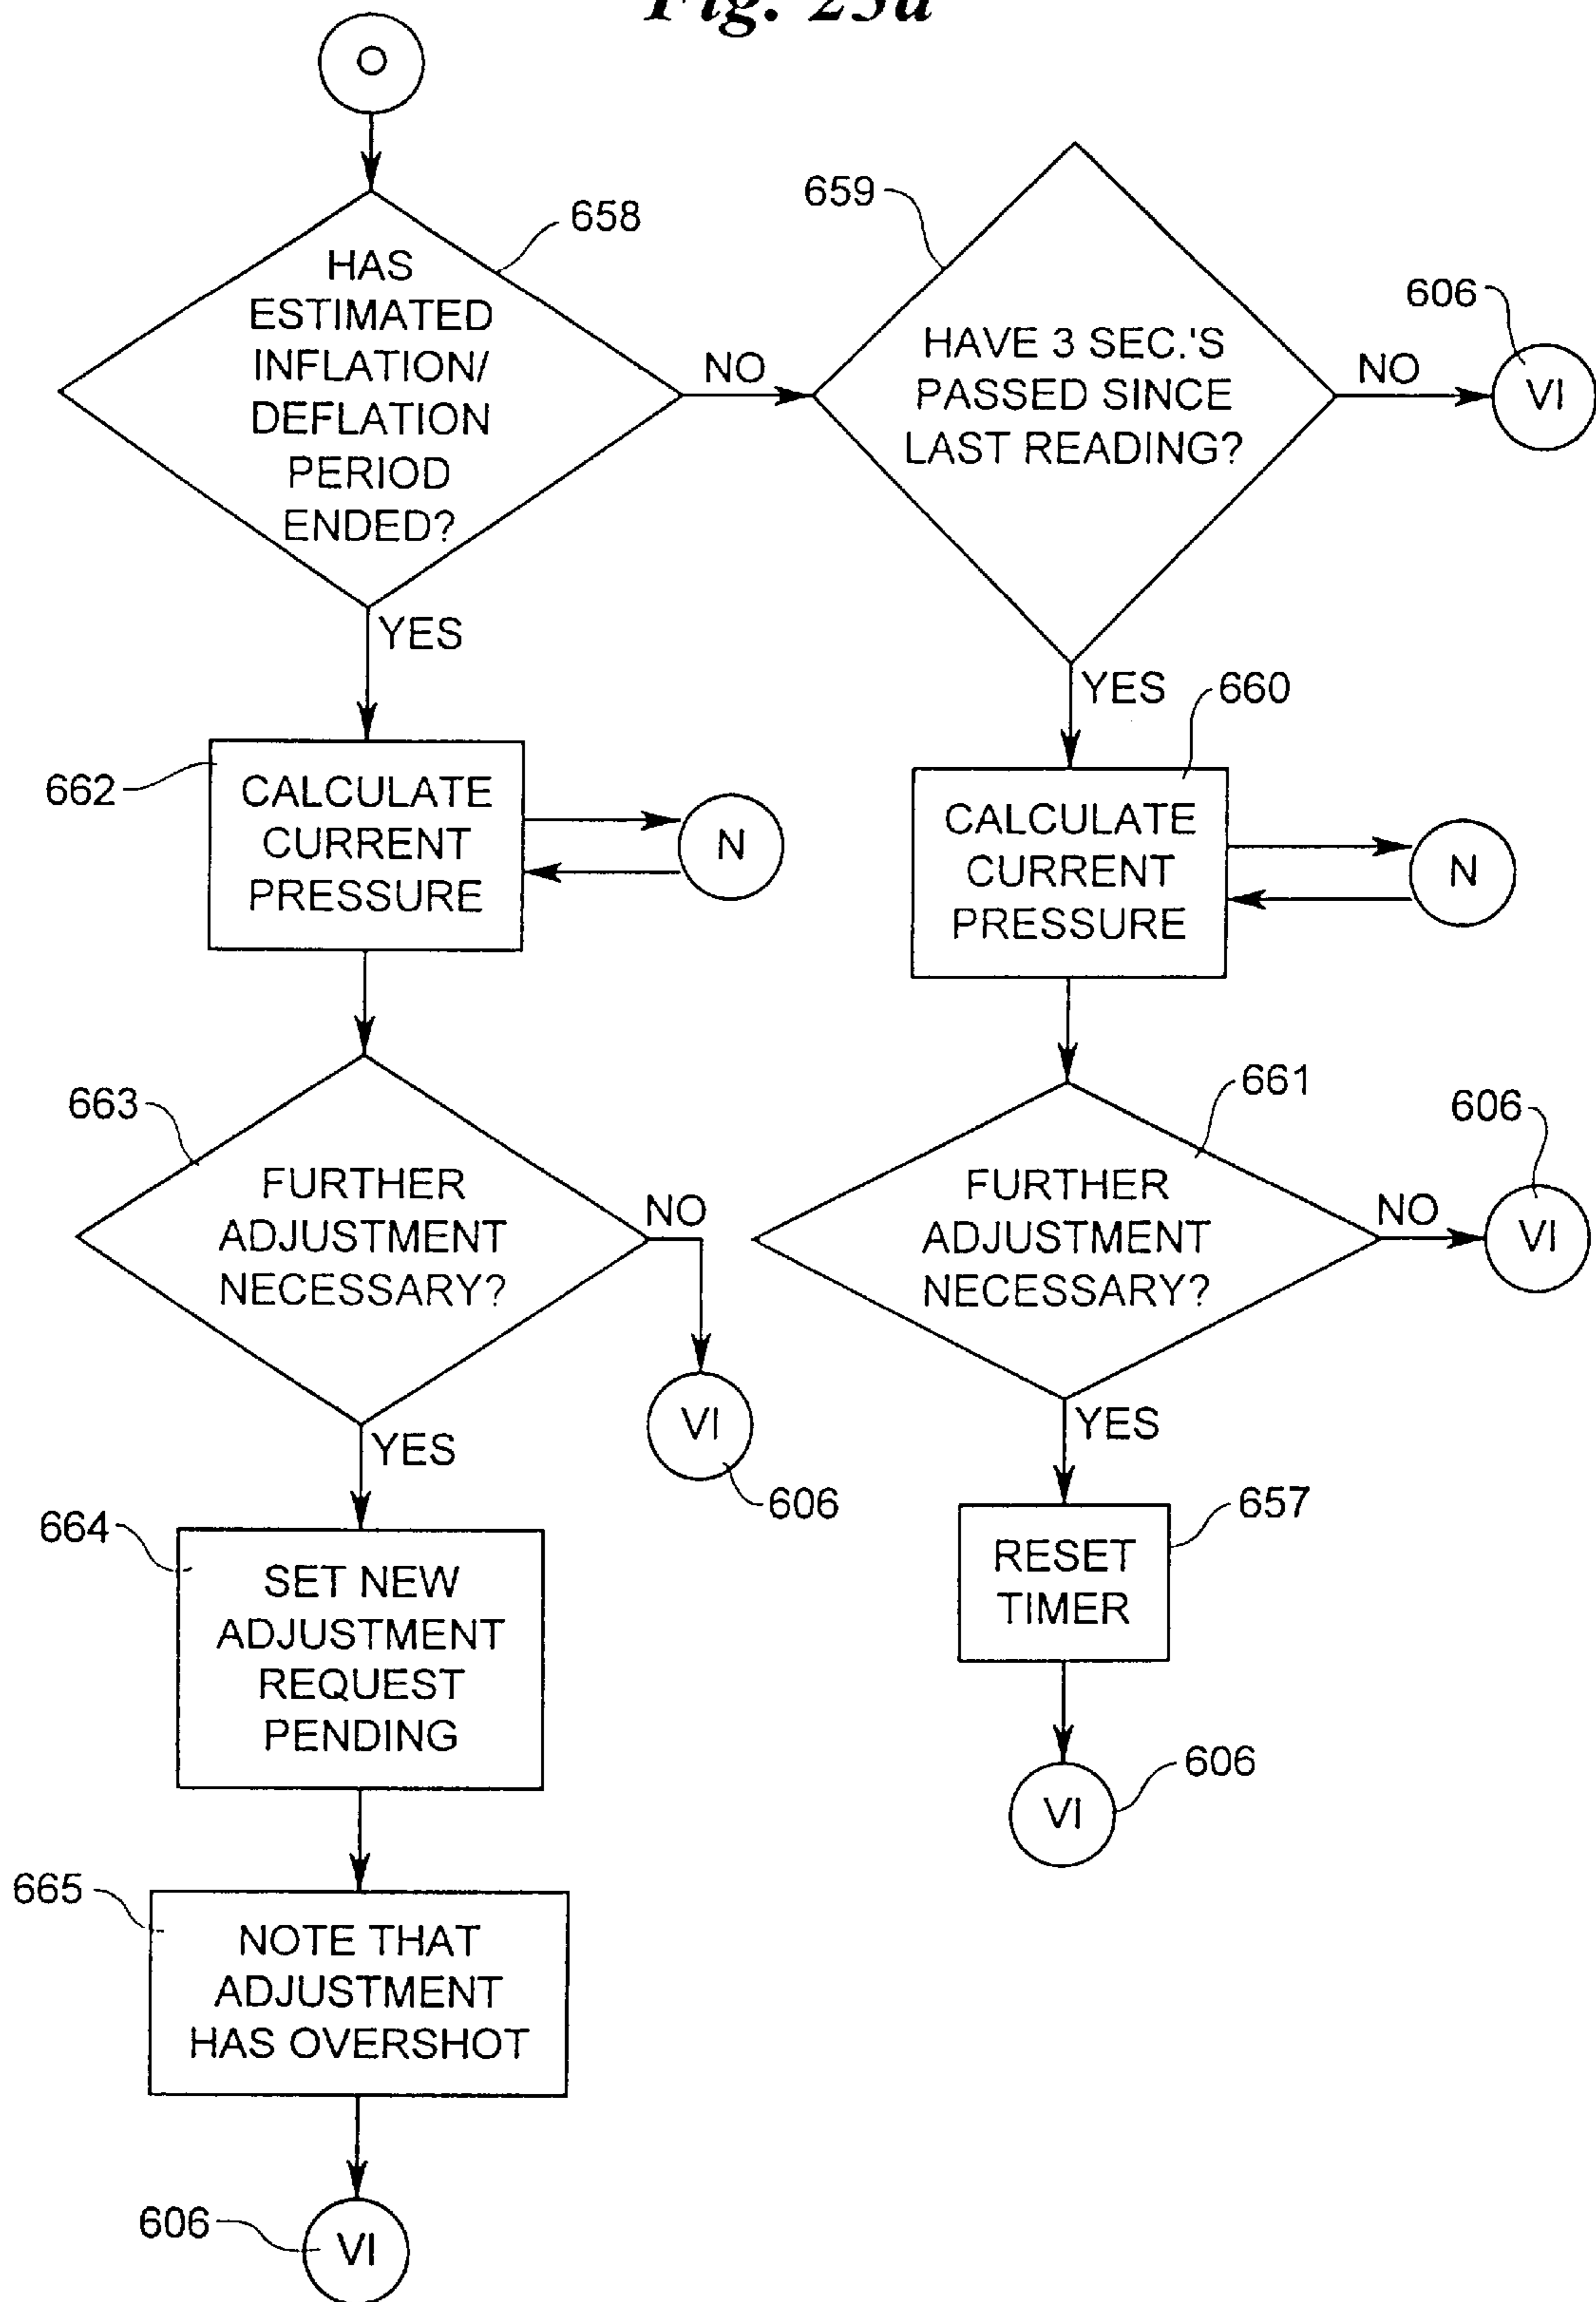 O
658
HAS
ESTIMATED
INFLATION/
DEFLATION
PERIOD
ENDED?
NO
YES
659
HAVE 3 SEC.'S
PASSED SINCE
LAST READING?
NO
606
VI
YES
662
CALCULATE
CURRENT
PRESSURE
N
660
CALCULATE
CURRENT
PRESSURE
N
663
FURTHER
ADJUSTMENT
NECESSARY?
NO
VI
606
YES
661
FURTHER
ADJUSTMENT
NECESSARY?
NO
606
VI
YES
664
SET NEW
ADJUSTMENT
REQUEST
PENDING
657
RESET
TIMER
606
VI
665
NOTE THAT
ADJUSTMENT
HAS OVERSHOT
606
VI